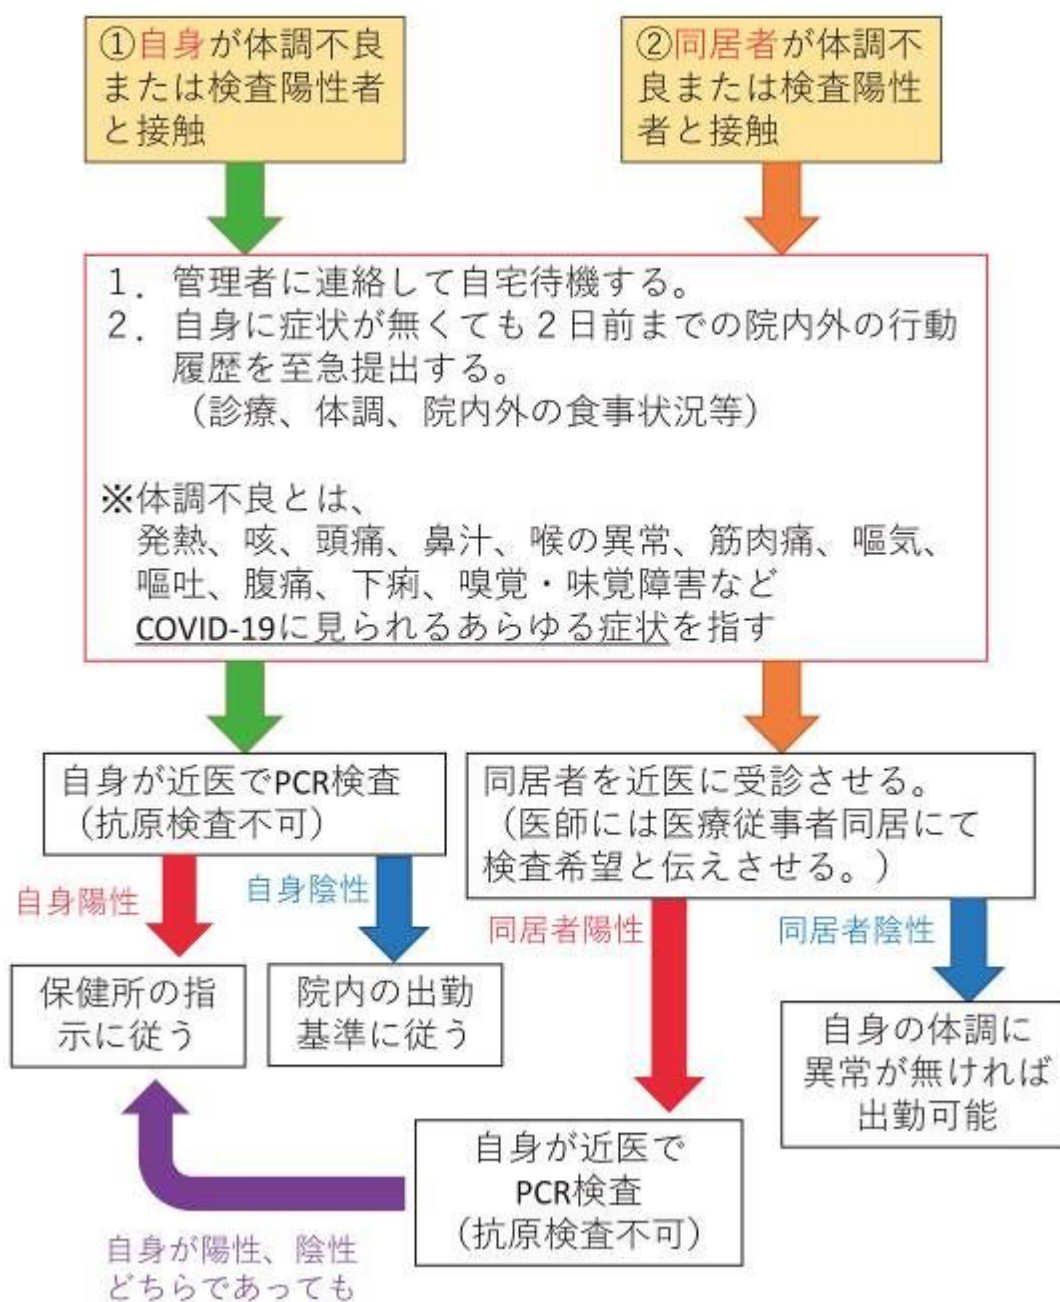 ①自身が体調不良
または検査陽性者
と接触
②同居者が体調不
良または検査陽性
者と接触
1．管理者に連絡して自宅待機する。
2．自身に症状が無くても２日前までの院内外の行動
履歴を至急提出する。
（診療、体調、院内外の食事状況等）
※体調不良とは、
発熱、咳、頭痛、鼻汁、喉の異常、筋肉痛、嘔気、
嘔吐、腹痛、下痢、嗅覚・味覚障害など
COVID-19に見られるあらゆる症状を指す
自身が近医でPCR検査
（抗原検査不可）
同居者を近医に受診させる。
（医師には医療従事者同居にて
検査希望と伝えさせる。）
自身陽性
自身陰性
同居者陽性
同居者陰性
保健所の指
示に従う
院内の出勤
基準に従う
自身の体調に
異常が無ければ
出勤可能
自身が近医で
PCR検査
（抗原検査不可）
自身が陽性、陰性
どちらであっても